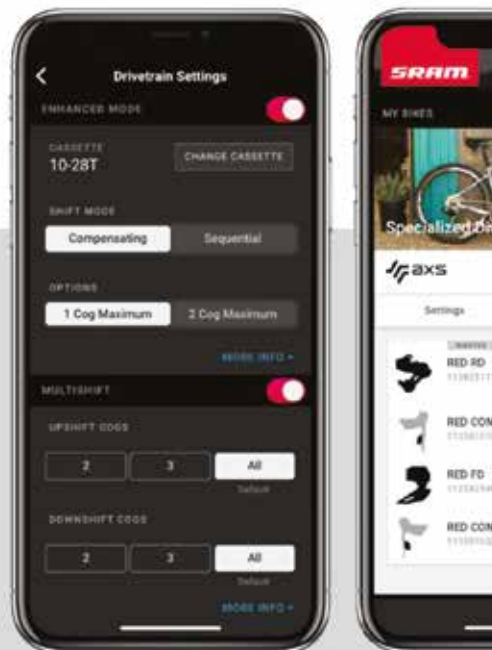 Drivetrain Settings
ENHANCED MODE
CASSETTE
10-28T
CHANGE CASSETTE
SHIFT MODE
Compensating
Sequential
OPTIONS
1 Cog Maximum
2 Cog Maximum
MORE INFO
MULTISHIFT
UPSHIFT COGS
2
3
All
Default
DOWNSHIFT COGS
2
3
All
Default
MORE INFO
SRAM
MY BIKES
Specialized
axs
Settings
RED RD
RED CON
RED FD
RED CON